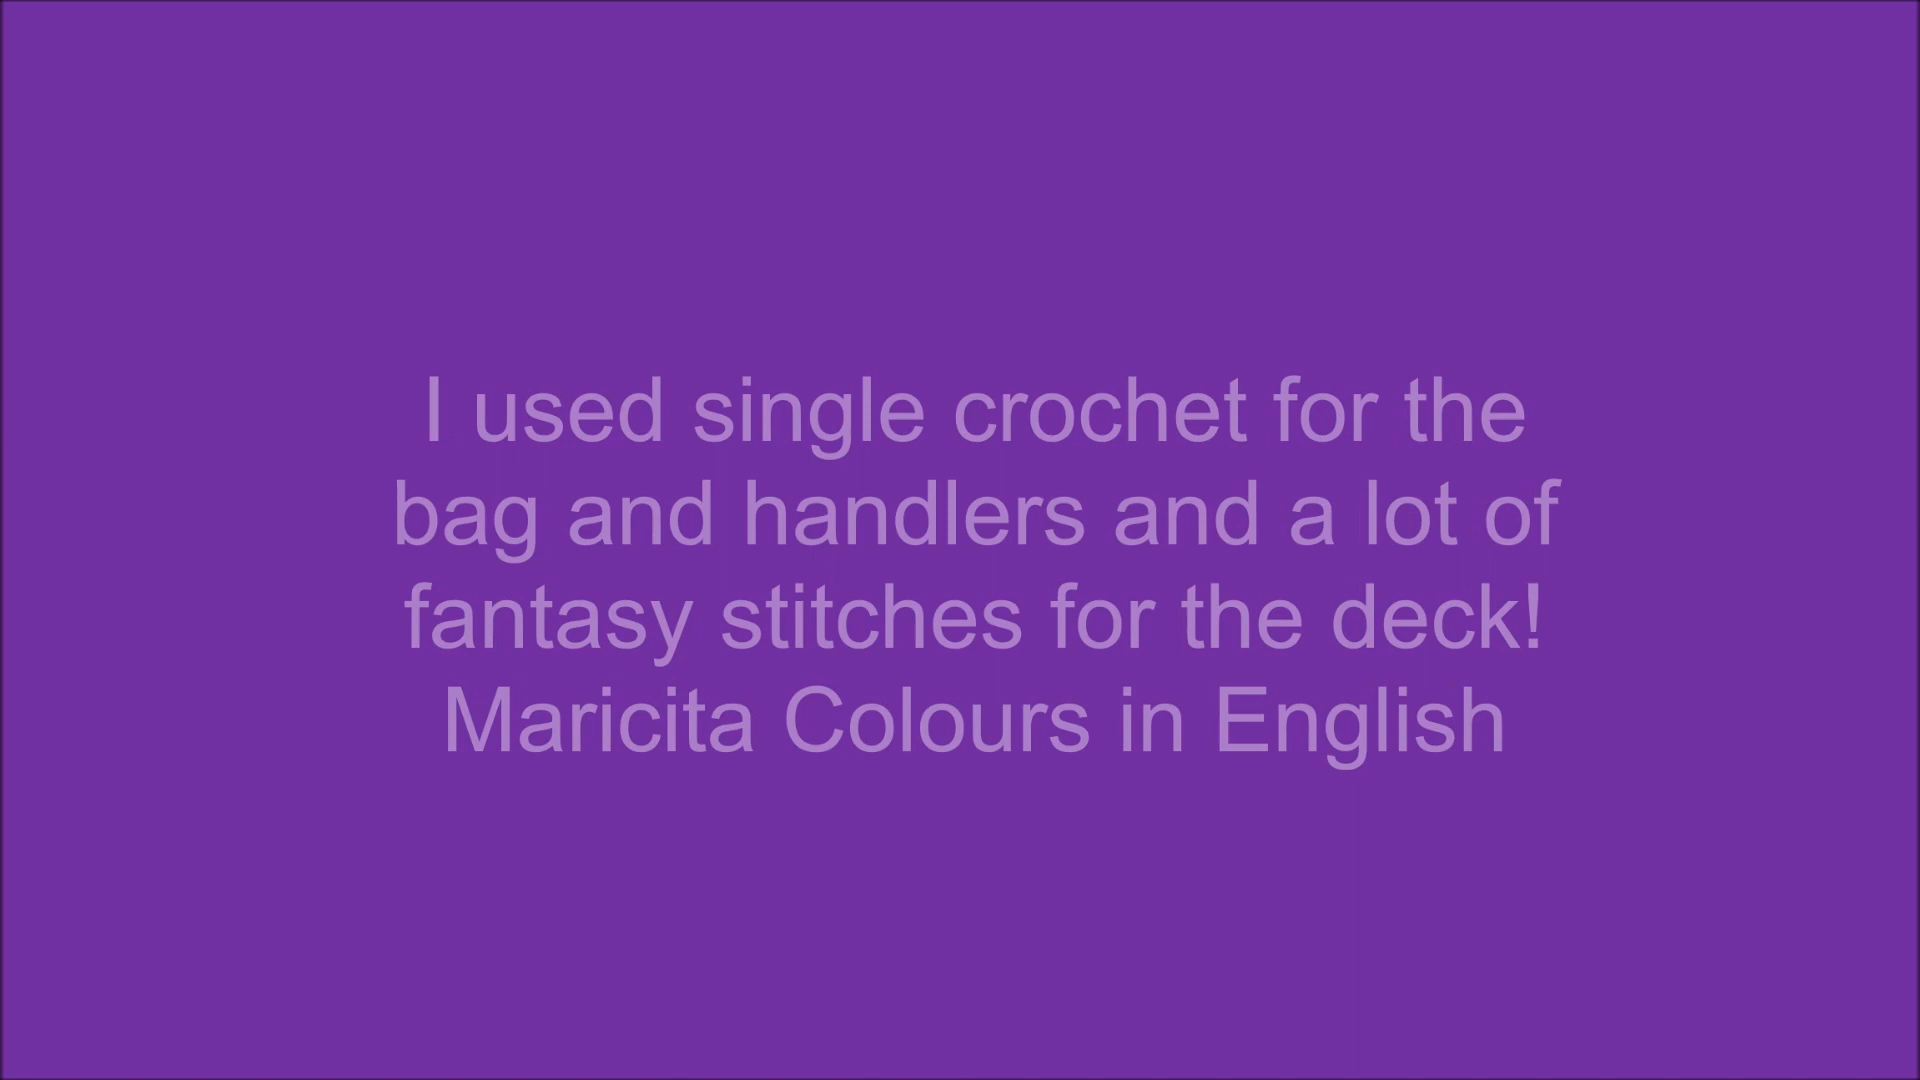 I used single crochet for the
bag and handlers and a lot of
fantasy stitches for the deck!
Maricita Colours in English